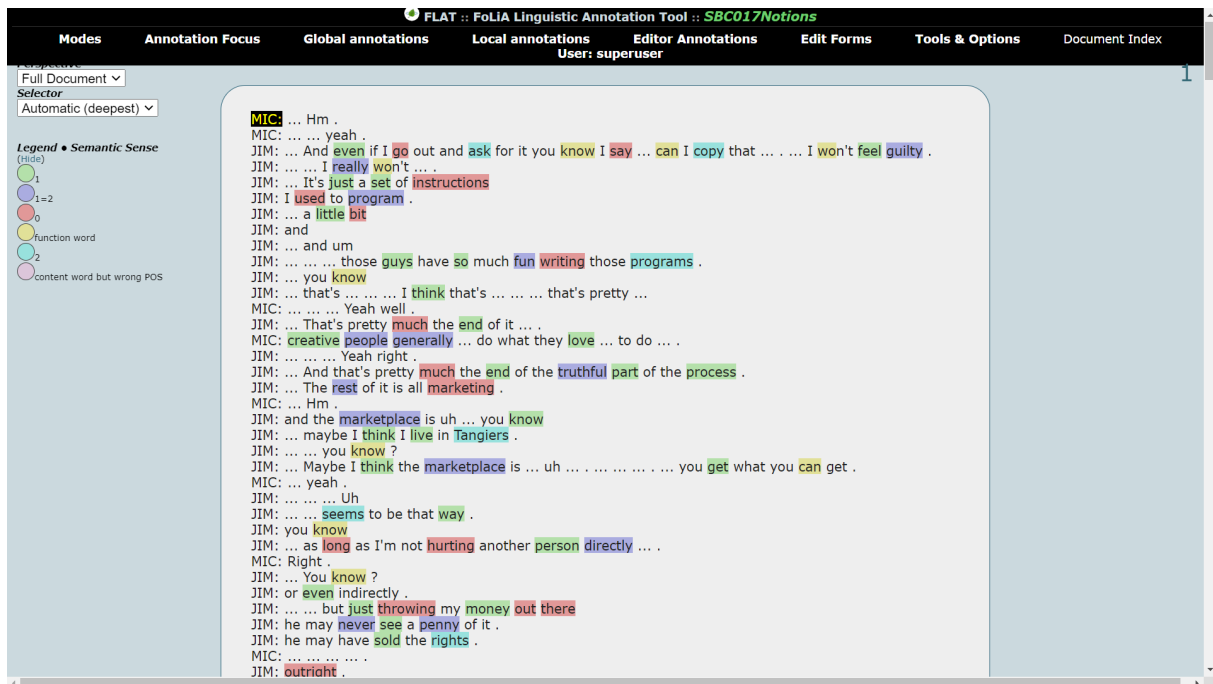 FLAT :: FoLiA Linguistic Annotation Tool :: SBC017Notions
Modes Annotation Focus Global annotations Local annotations Editor Annotations Edit Forms Tools & Options Document Index
User: superuser
Perspective
Full Document
Selector
Automatic (deepest)
Legend ● Semantic Sense
(Hide)
1
1=2
0
function word
2
content word but wrong POS
1
MIC: ... Hm .
MIC: ... ... yeah .
JIM: ... And even if I go out and ask for it you know I say ... can I copy that ... . ... I won't feel guilty .
JIM: ... ... I really won't ... .
JIM: ... It's just a set of instructions
JIM: I used to program .
JIM: ... a little bit
JIM: and
JIM: ... and um
JIM: ... ... ... those guys have so much fun writing those programs .
JIM: ... you know
JIM: ... that's ... ... ... I think that's ... ... ... that's pretty ...
MIC: ... ... ... Yeah well .
JIM: ... That's pretty much the end of it ... .
MIC: creative people generally ... do what they love ... to do ... .
JIM: ... ... ... Yeah right .
JIM: ... And that's pretty much the end of the truthful part of the process .
JIM: ... The rest of it is all marketing .
MIC: ... Hm .
JIM: and the marketplace is uh ... you know
JIM: ... maybe I think I live in Tangiers .
JIM: ... ... you know ?
JIM: ... Maybe I think the marketplace is ... uh ... . ... ... ... . ... you get what you can get .
MIC: ... yeah .
JIM: ... ... ... Uh
JIM: ... ... seems to be that way .
JIM: you know
JIM: ... as long as I'm not hurting another person directly ... .
MIC: Right .
JIM: ... You know ?
JIM: or even indirectly .
JIM: ... ... but just throwing my money out there
JIM: he may never see a penny of it .
JIM: he may have sold the rights .
MIC: ... ... ... ... .
JIM: outright .